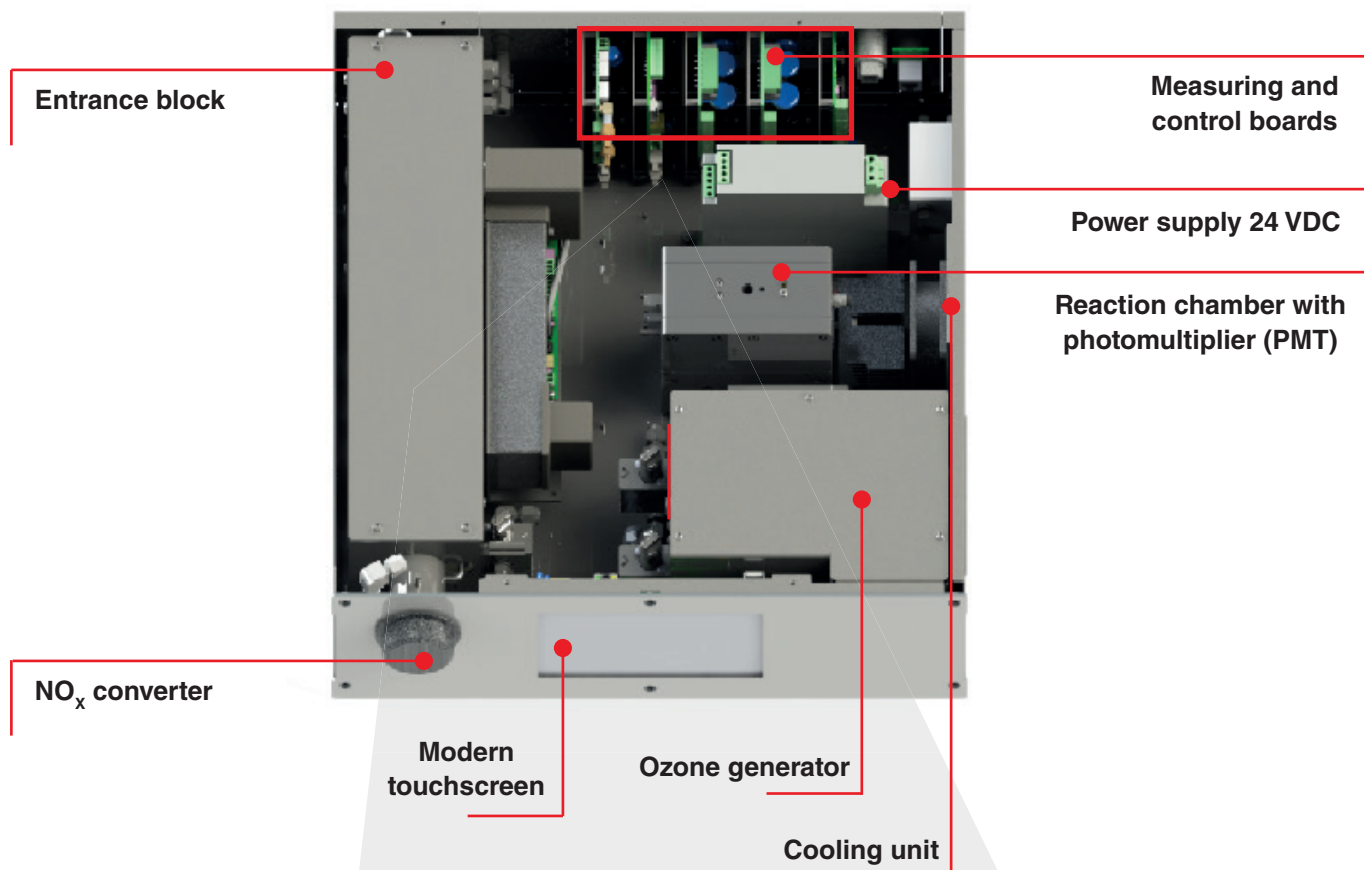 Entrance block
Measuring and
control boards
Power supply 24 VDC
Reaction chamber with
photomultiplier (PMT)
NOx converter
Modern
touchscreen
Ozone generator
Cooling unit